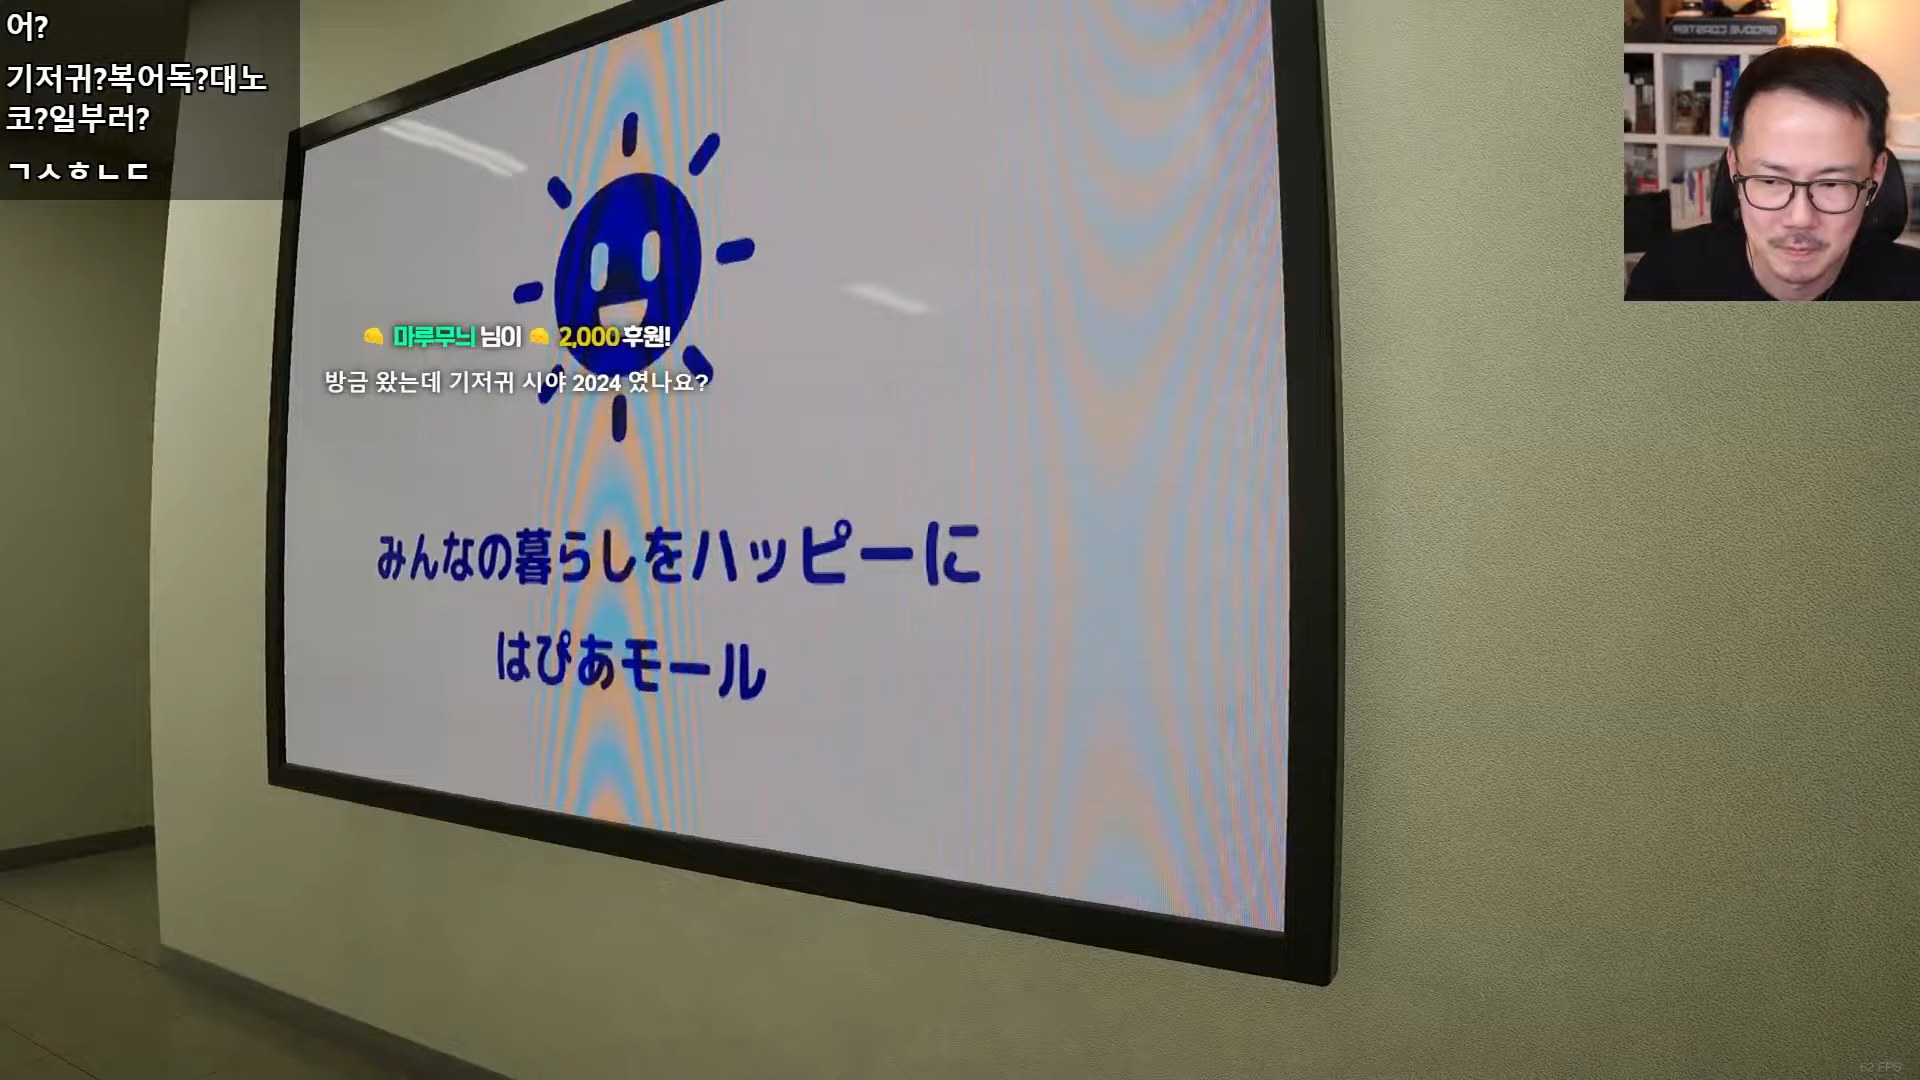 어?
기저귀?복어독?대노
코?일부러?
ㄱㅅㅎㄴㄷ
마루무늬 님이 2,000 후원!
방금 왔는데 기저귀 시야 2024 였나요?
みんなの暮らしをハッピーに
はぴあモール
62 FPS